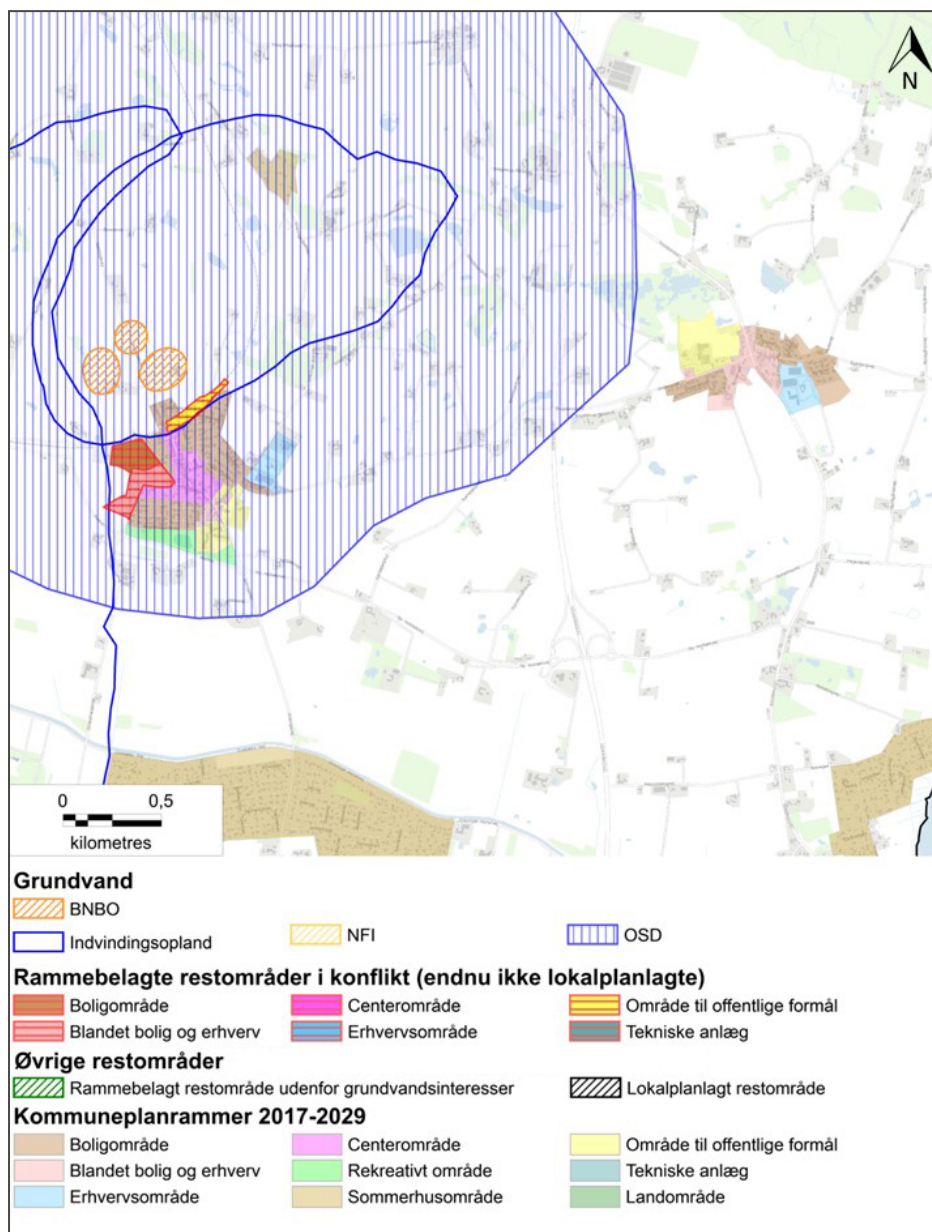 N
0 0,5
kilometres
Grundvand
BNBO
Indvindingsopland NFI OSD
Rammebelagte restområder i konflikt (endnu ikke lokalplanlagte)
Boligområde Centerområde Område til offentlige formål
Blandet bolig og erhverv Erhvervsområde Tekniske anlæg
Øvrige restområder
Rammebelagt restområde udenfor grundvandsinteresser Lokalplanlagt restområde
Kommuneplanrammer 2017-2029
Boligområde Centerområde Område til offentlige formål
Blandet bolig og erhverv Rekreativt område Tekniske anlæg
Erhvervsområde Sommerhusområde Landområde